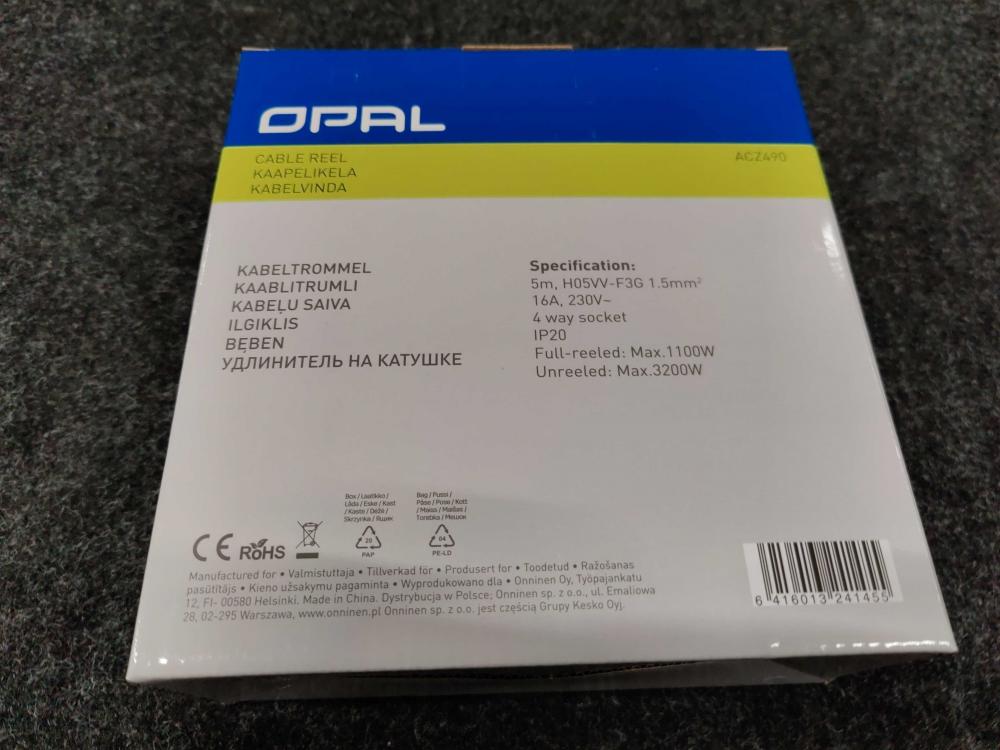 OPAL
CABLE REEL
KAAPELIKELA
KABELVINDA
ACZ490
KABELTROMMEL
KAABLITRUMLI
KABEĻU SAIVA
ILGIKLIS
BĘBEN
УДЛИНИТЕЛЬ НА КАТУШКЕ
Specification:
5m, H05VV-F3G 1.5mm²
16A, 230V~
4 way socket
IP20
Full-reeled: Max.1100W
Unreeled: Max.3200W
Box / Laatikko /
Låda / Eske / Kast
/ Kaste / Dėžė /
Skrzynka / Ящик
Bag / Pussi /
Påse / Pose / Kott
/ Maiss / Maišas /
Torebka / Мешок
CE RoHS
20
PAP
04
PE-LD
Manufactured for • Valmistuttaja • Tillverkad för • Produsert for • Toodetud • Ražošanas
pasūtītājs • Kieno užsakymu pagaminta • Wyprodukowano dla • Onninen Oy, Työpajankatu
12, FI- 00580 Helsinki. Made in China. Dystrybucja w Polsce; Onninen sp. z o.o., ul. Emaliowa
28, 02-295 Warszawa, www.onninen.pl Onninen sp. z o.o. jest częścią Grupy Kesko Oyj.
6 416013 241455